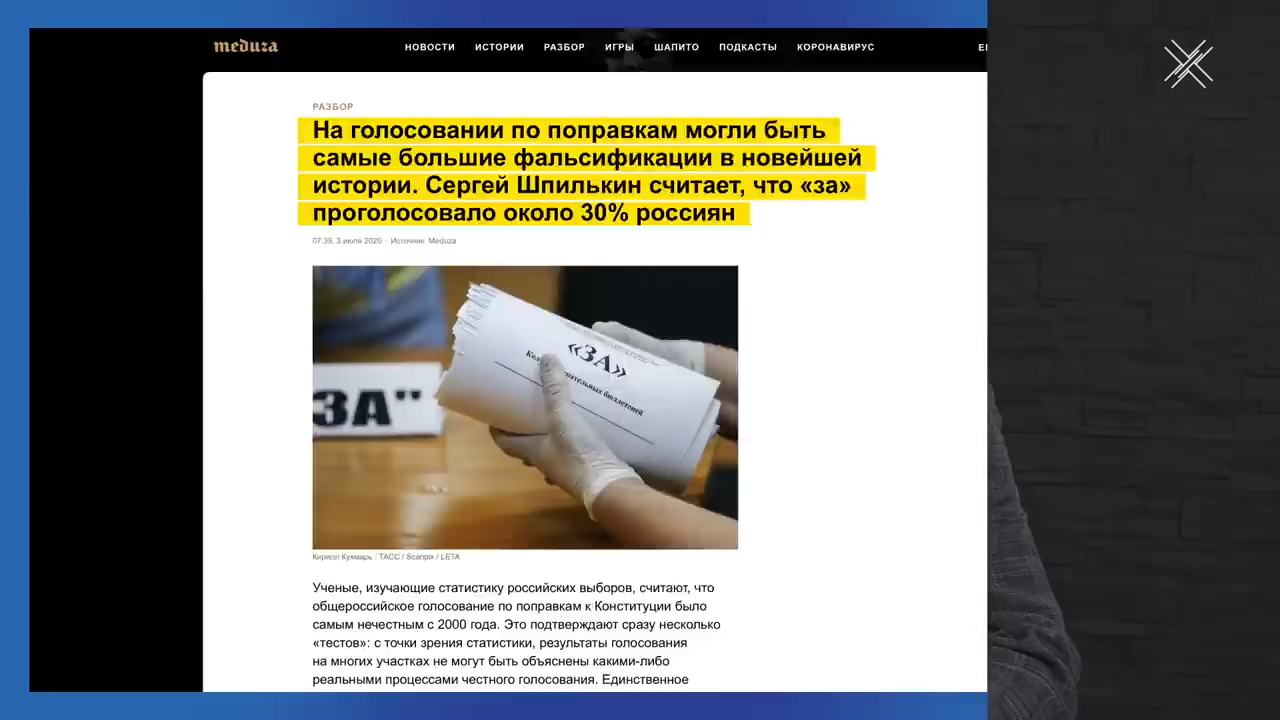 meduza
НОВОСТИ ИСТОРИИ РАЗБОР ИГРЫ ШАПИТО ПОДКАСТЫ КОРОНАВИРУС
РАЗБОР
На голосовании по поправкам могли быть
самые большие фальсификации в новейшей
истории. Сергей Шпилькин считает, что «за»
проголосовало около 30% россиян
07:39, 3 июля 2020 · Источник: Meduza
«ЗА»
ЗА"
бюллетеней
Кирилл Кухмарь / ТАСС / Scanpix / LETA
Ученые, изучающие статистику российских выборов, считают, что
общероссийское голосование по поправкам к Конституции было
самым нечестным с 2000 года. Это подтверждают сразу несколько
«тестов»: с точки зрения статистики, результаты голосования
на многих участках не могут быть объяснены какими-либо
реальными процессами честного голосования. Единственное